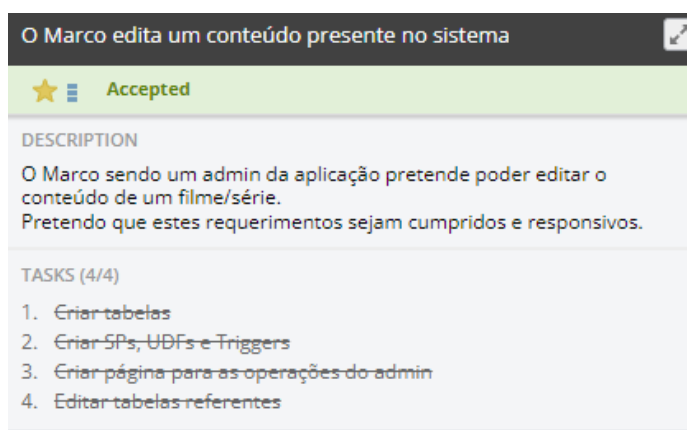 O Marco edita um conteúdo presente no sistema
Accepted
DESCRIPTION
O Marco sendo um admin da aplicação pretende poder editar o
conteúdo de um filme/série.
Pretendo que estes requerimentos sejam cumpridos e responsivos.
TASKS (4/4)
1. Criar tabelas
2. Criar SPs, UDFs e Triggers
3. Criar página para as operações do admin
4. Editar tabelas referentes